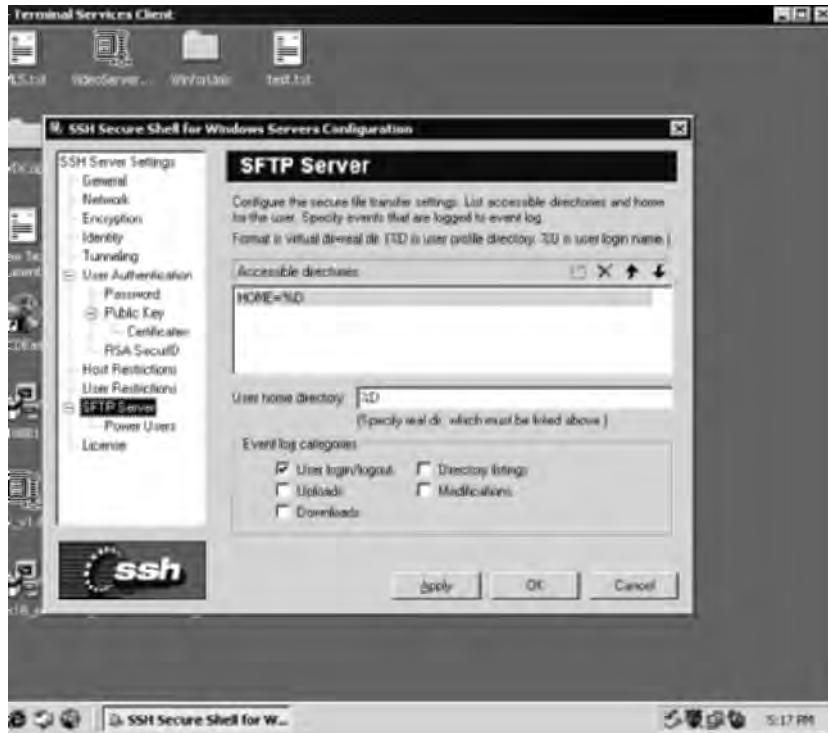 - Terminal Services Client
VideoServer...
test.txt
SSH Secure Shell for Windows Servers Configuration
SSH Server Settings
General
Network
Encryption
Identity
Tunneling
User Authentication
Password
Public Key
Certificates
RSA SecurID
Host Restrictions
User Restrictions
SFTP Server
Power Users
License
SFTP Server
Configure the secure file transfer settings. List accessible directories and home
for the user. Specify events that are logged to event log.
Format is virtual dir=real dir. (%D is user profile directory. %U is user login name.)
Accessible directories
HOME=%D
User home directory: %D
(Specify real dir. which must be listed above.)
Event log categories
User login/logout
Directory listings
Uploads
Modifications
Downloads
ssh
Apply
OK
Cancel
SSH Secure Shell for W...
5:17 PM